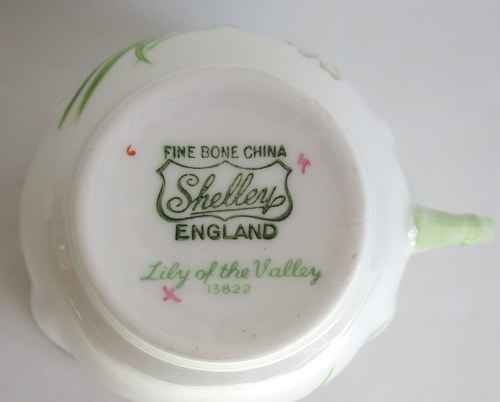 FINE BONE CHINA
Shelley
ENGLAND
Lily of the Valley
13822